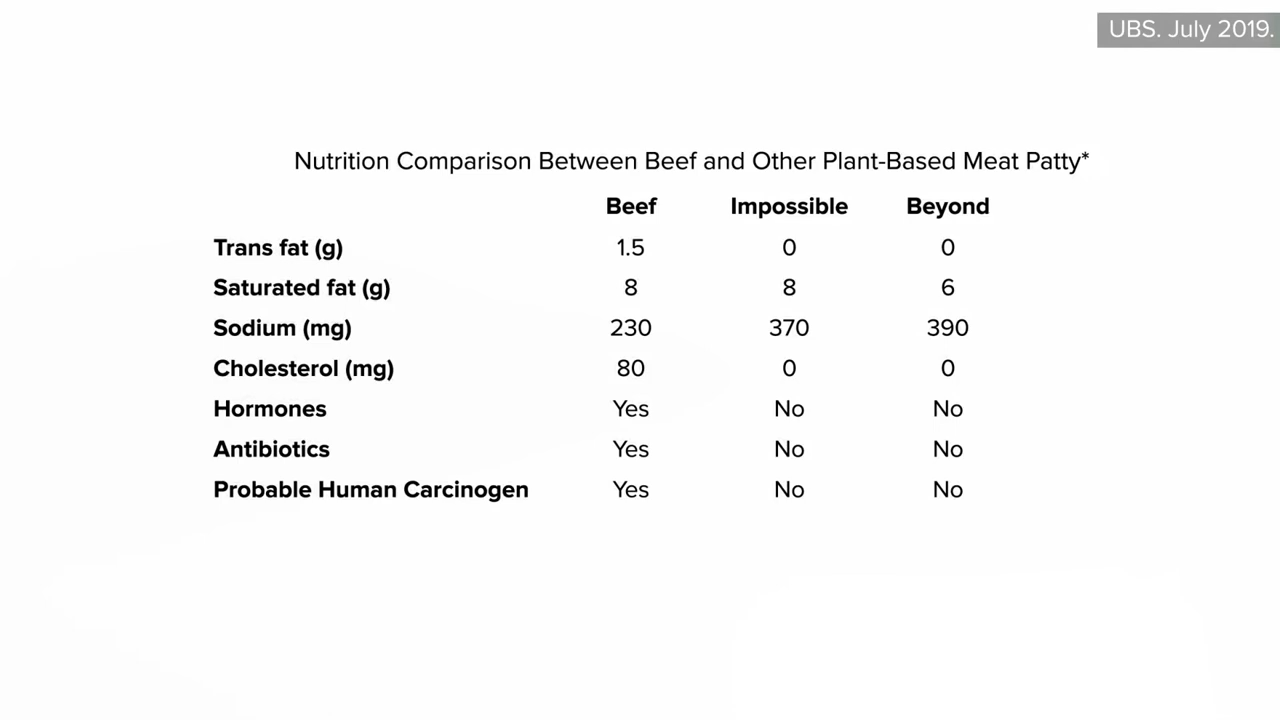 UBS. July 2019.
Nutrition Comparison Between Beef and Other Plant-Based Meat Patty*
Beef Impossible Beyond
Trans fat (g) 1.5 0 0
Saturated fat (g) 8 8 6
Sodium (mg) 230 370 390
Cholesterol (mg) 80 0 0
Hormones Yes No No
Antibiotics Yes No No
Probable Human Carcinogen Yes No No